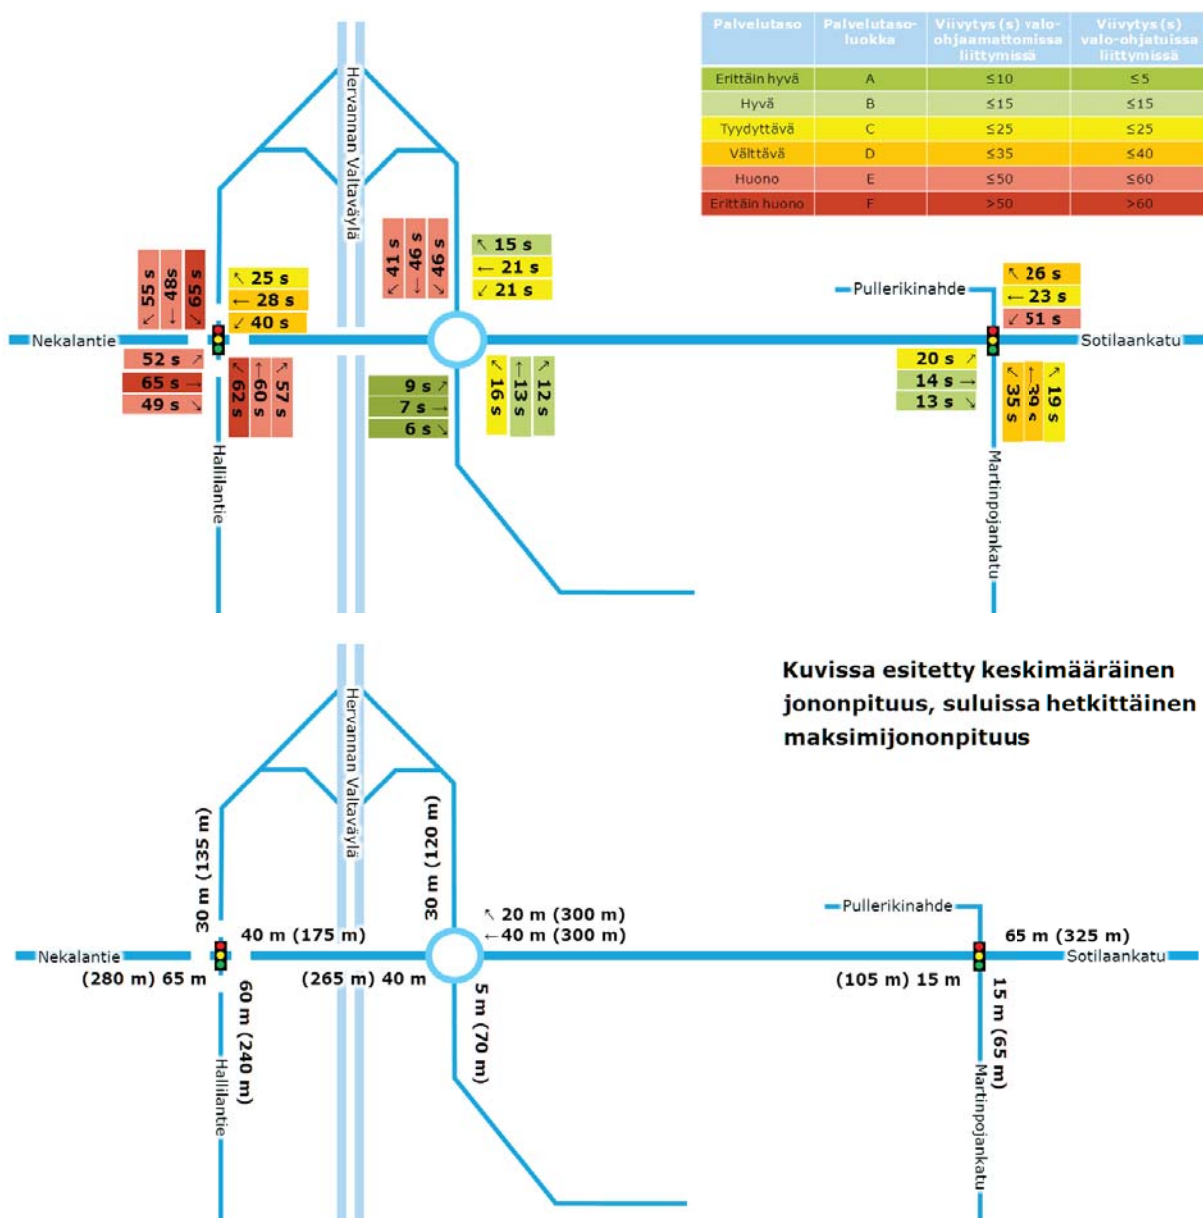 Palvelutaso Palvelutaso-luokka Viivytys (s) valo-ohjaamattomissa liittymissä Viivytys (s) valo-ohjatuissa liittymissä
Erittäin hyvä A ≤10 ≤5
Hyvä B ≤15 ≤15
Tyydyttävä C ≤25 ≤25
Välttävä D ≤35 ≤40
Huono E ≤50 ≤60
Erittäin huono F >50 >60
Hervannan Valtaväylä
↙ 55 s
↓ 48s
↘ 65 s
↖ 25 s
← 28 s
↙ 40 s
↙ 41 s
← 46 s
↘ 46 s
↖ 15 s
← 21 s
↙ 21 s
Pullerikinahde
↖ 26 s
← 23 s
↙ 51 s
Nekalantie
Sotilaankatu
52 s ↗
65 s →
49 s ↘
↖ 62 s
← 60 s
↗ 57 s
9 s ↗
7 s →
6 s ↘
↖ 16 s
← 13 s
↗ 12 s
20 s ↗
14 s →
13 s ↘
↖ 35 s
← 39 s
↗ 19 s
Hallilantie
Martinpojankatu
Kuvissa esitetty keskimääräinen
jononpituus, suluissa hetkittäinen
maksimijononpituus
Hervannan Valtaväylä
30 m (135 m)
30 m (120 m)
↖ 20 m (300 m)
←40 m (300 m)
Pullerikinahde
40 m (175 m)
65 m (325 m)
Nekalantie
Sotilaankatu
(280 m) 65 m
(265 m) 40 m
(105 m) 15 m
60 m (240 m)
5 m (70 m)
15 m (65 m)
Hallilantie
Martinpojankatu